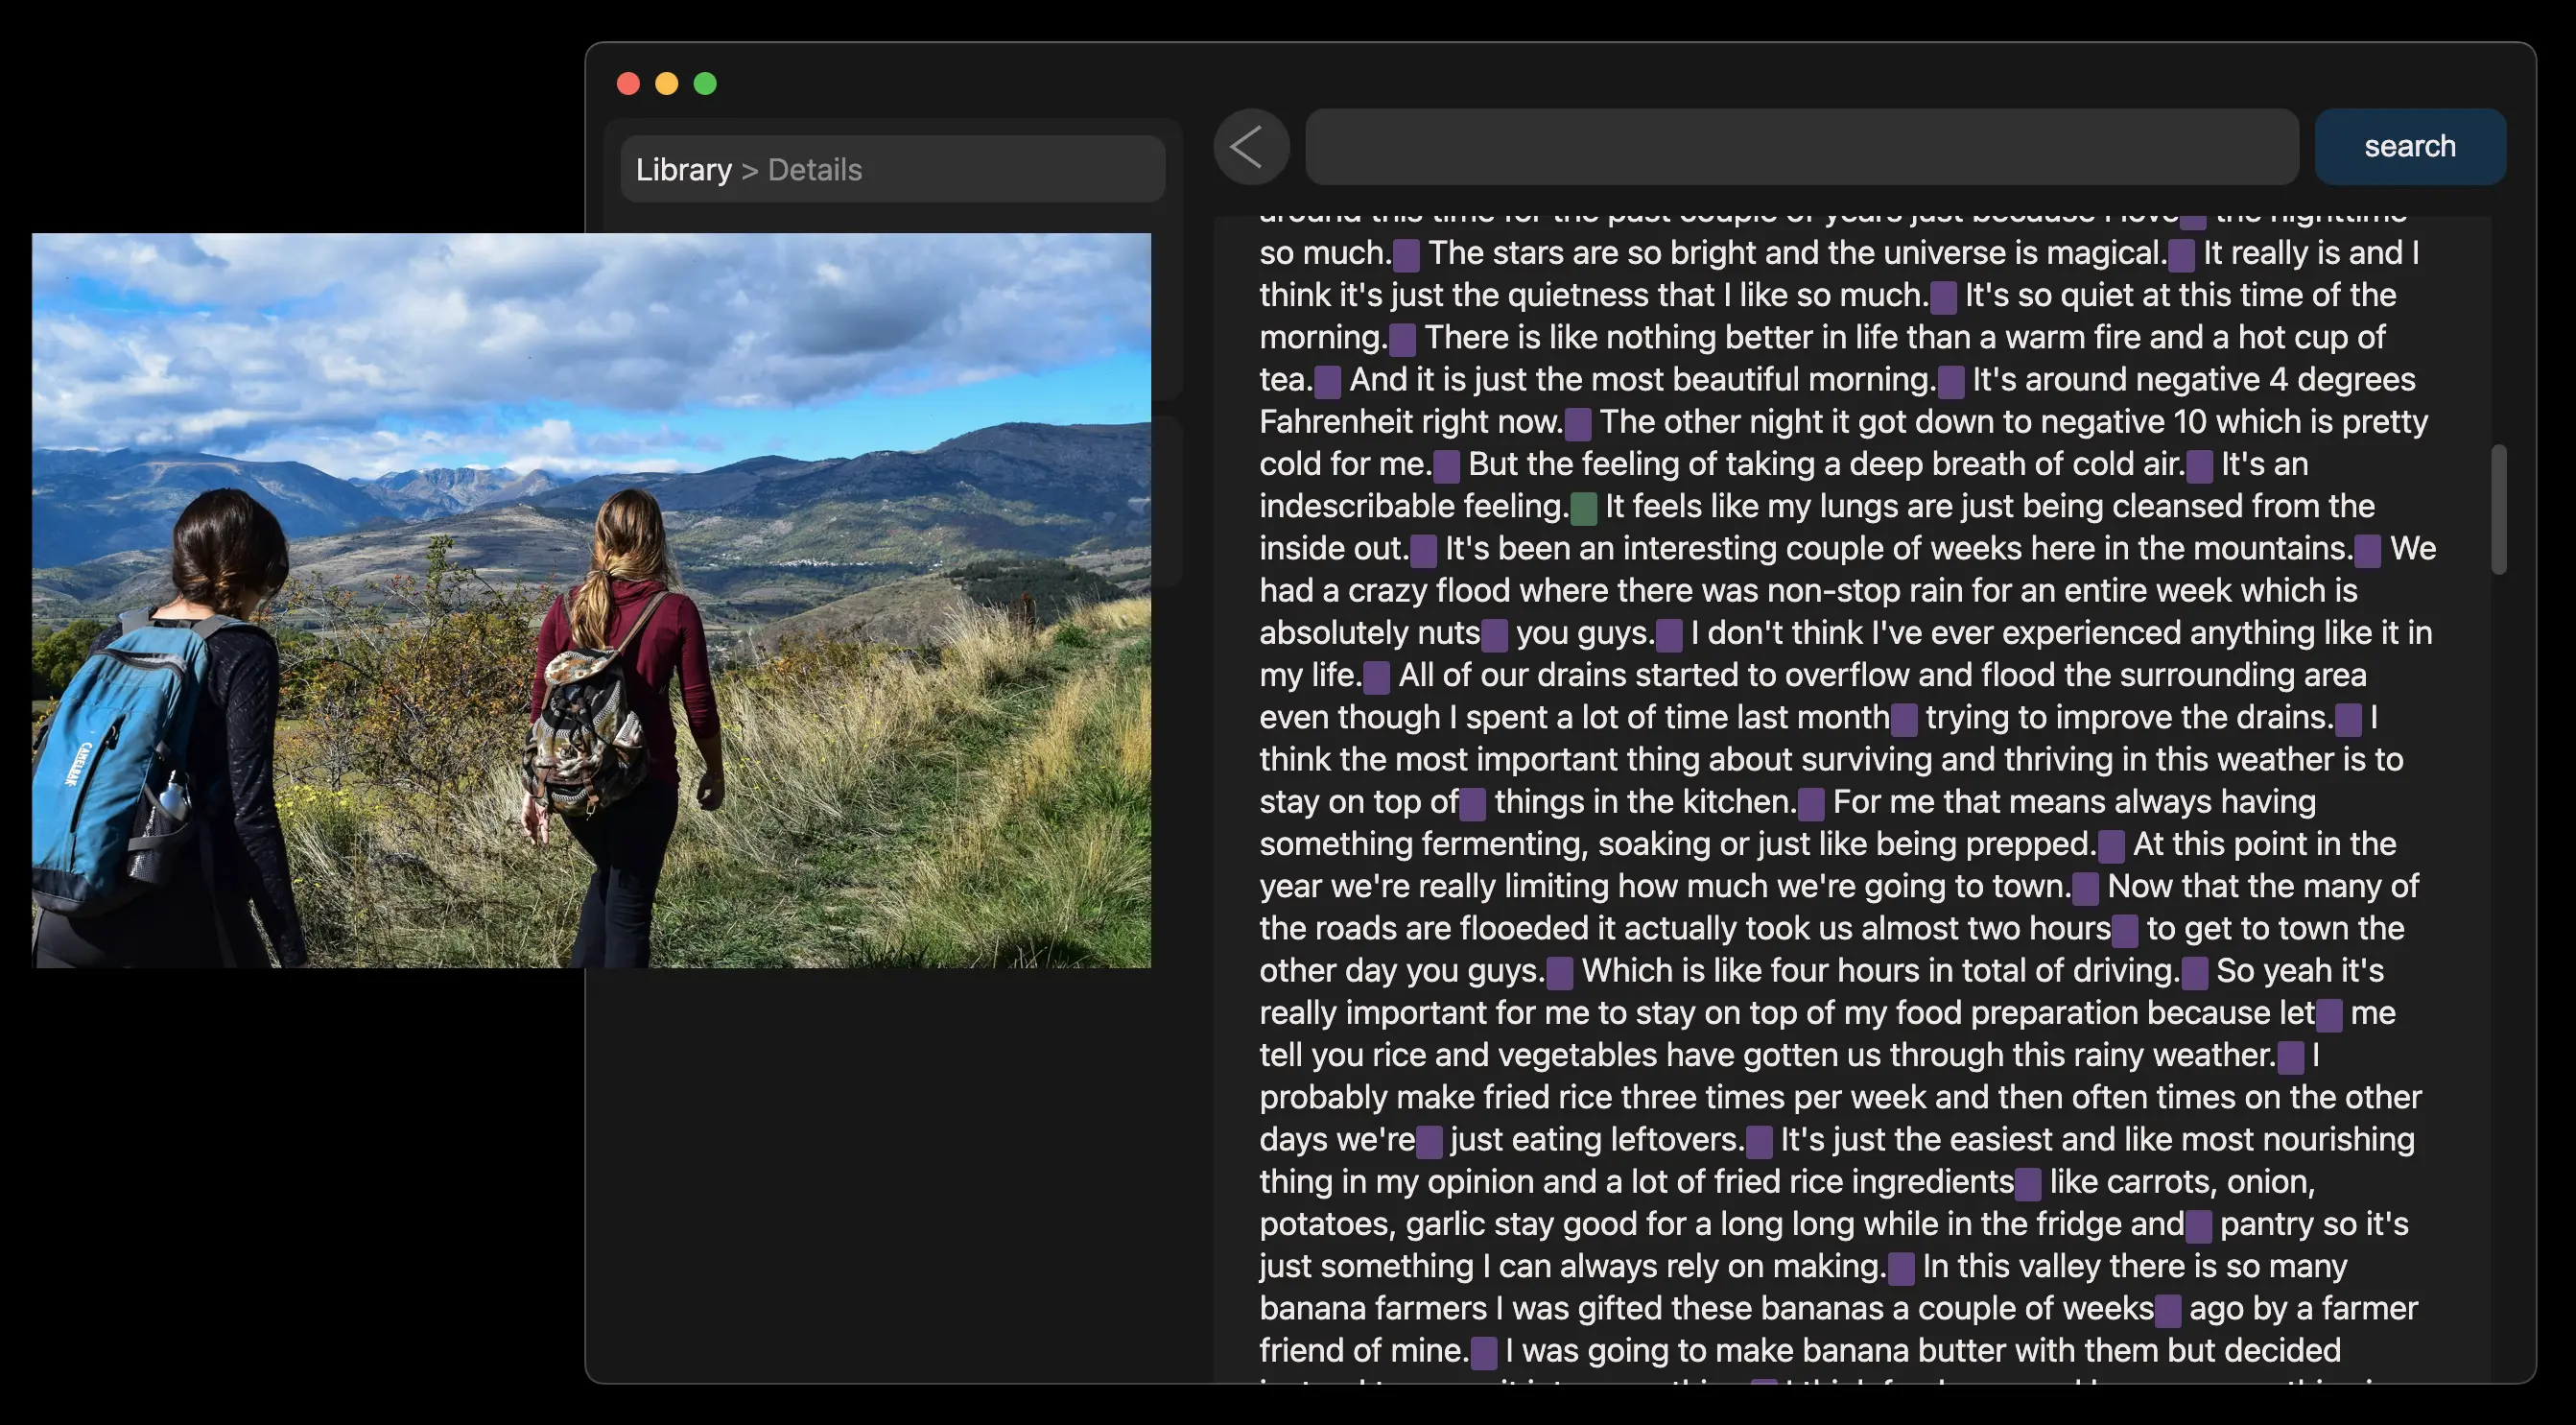 Library > Details
search
around this time for the past couple of years just because I love the nighttime
so much. The stars are so bright and the universe is magical. It really is and I
think it's just the quietness that I like so much. It's so quiet at this time of the
morning. There is like nothing better in life than a warm fire and a hot cup of
tea. And it is just the most beautiful morning. It's around negative 4 degrees
Fahrenheit right now. The other night it got down to negative 10 which is pretty
cold for me. But the feeling of taking a deep breath of cold air. It's an
indescribable feeling. It feels like my lungs are just being cleansed from the
inside out. It's been an interesting couple of weeks here in the mountains. We
had a crazy flood where there was non-stop rain for an entire week which is
absolutely nuts you guys. I don't think I've ever experienced anything like it in
my life. All of our drains started to overflow and flood the surrounding area
even though I spent a lot of time last month trying to improve the drains. I
think the most important thing about surviving and thriving in this weather is to
stay on top of things in the kitchen. For me that means always having
something fermenting, soaking or just like being prepped. At this point in the
year we're really limiting how much we're going to town. Now that the many of
the roads are flooeded it actually took us almost two hours to get to town the
other day you guys. Which is like four hours in total of driving. So yeah it's
really important for me to stay on top of my food preparation because let me
tell you rice and vegetables have gotten us through this rainy weather. I
probably make fried rice three times per week and then often times on the other
days we're just eating leftovers. It's just the easiest and like most nourishing
thing in my opinion and a lot of fried rice ingredients like carrots, onion,
potatoes, garlic stay good for a long long while in the fridge and pantry so it's
just something I can always rely on making. In this valley there is so many
banana farmers I was gifted these bananas a couple of weeks ago by a farmer
friend of mine. I was going to make banana butter with them but decided
CAMELBAK